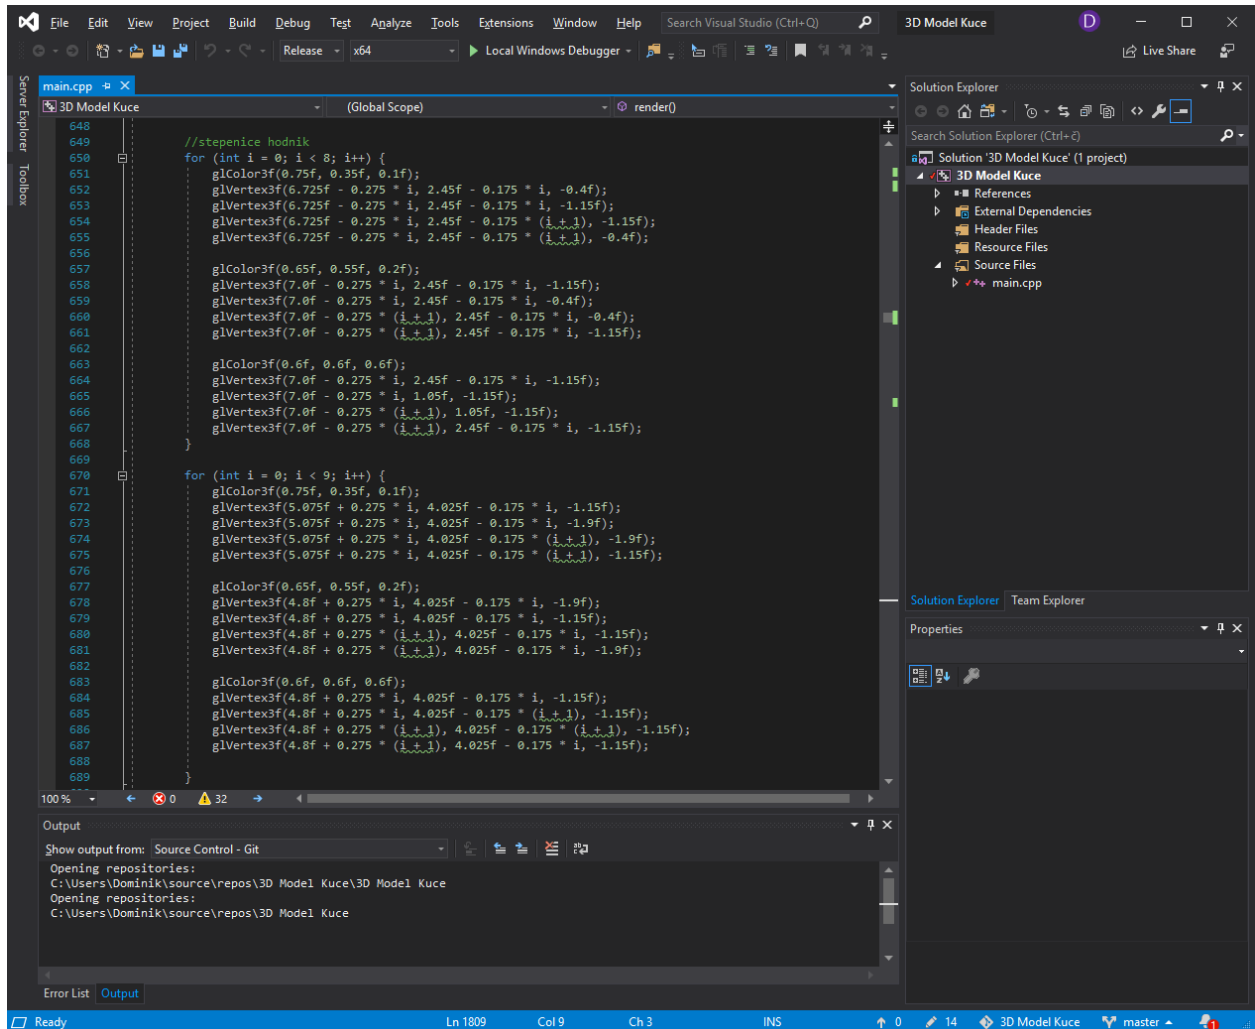 File Edit View Project Build Debug Test Analyze Tools Extensions Window Help Search Visual Studio (Ctrl+Q) 3D Model Kuce D
Release x64 Local Windows Debugger Live Share
Server Explorer
Toolbox
main.cpp
3D Model Kuce (Global Scope) render()
648
649 //stepenice hodnik
650 for (int i = 0; i < 8; i++) {
651 glColor3f(0.75f, 0.35f, 0.1f);
652 glVertex3f(6.725f - 0.275 * i, 2.45f - 0.175 * i, -0.4f);
653 glVertex3f(6.725f - 0.275 * i, 2.45f - 0.175 * i, -1.15f);
654 glVertex3f(6.725f - 0.275 * i, 2.45f - 0.175 * (i + 1), -1.15f);
655 glVertex3f(6.725f - 0.275 * i, 2.45f - 0.175 * (i + 1), -0.4f);
656
657 glColor3f(0.65f, 0.55f, 0.2f);
658 glVertex3f(7.0f - 0.275 * i, 2.45f - 0.175 * i, -1.15f);
659 glVertex3f(7.0f - 0.275 * i, 2.45f - 0.175 * i, -0.4f);
660 glVertex3f(7.0f - 0.275 * (i + 1), 2.45f - 0.175 * i, -0.4f);
661 glVertex3f(7.0f - 0.275 * (i + 1), 2.45f - 0.175 * i, -1.15f);
662
663 glColor3f(0.6f, 0.6f, 0.6f);
664 glVertex3f(7.0f - 0.275 * i, 2.45f - 0.175 * i, -1.15f);
665 glVertex3f(7.0f - 0.275 * i, 1.05f, -1.15f);
666 glVertex3f(7.0f - 0.275 * (i + 1), 1.05f, -1.15f);
667 glVertex3f(7.0f - 0.275 * (i + 1), 2.45f - 0.175 * i, -1.15f);
668 }
669
670 for (int i = 0; i < 9; i++) {
671 glColor3f(0.75f, 0.35f, 0.1f);
672 glVertex3f(5.075f + 0.275 * i, 4.025f - 0.175 * i, -1.15f);
673 glVertex3f(5.075f + 0.275 * i, 4.025f - 0.175 * i, -1.9f);
674 glVertex3f(5.075f + 0.275 * i, 4.025f - 0.175 * (i + 1), -1.9f);
675 glVertex3f(5.075f + 0.275 * i, 4.025f - 0.175 * (i + 1), -1.15f);
676
677 glColor3f(0.65f, 0.55f, 0.2f);
678 glVertex3f(4.8f + 0.275 * i, 4.025f - 0.175 * i, -1.9f);
679 glVertex3f(4.8f + 0.275 * i, 4.025f - 0.175 * i, -1.15f);
680 glVertex3f(4.8f + 0.275 * (i + 1), 4.025f - 0.175 * i, -1.15f);
681 glVertex3f(4.8f + 0.275 * (i + 1), 4.025f - 0.175 * i, -1.9f);
682
683 glColor3f(0.6f, 0.6f, 0.6f);
684 glVertex3f(4.8f + 0.275 * i, 4.025f - 0.175 * i, -1.15f);
685 glVertex3f(4.8f + 0.275 * i, 4.025f - 0.175 * (i + 1), -1.15f);
686 glVertex3f(4.8f + 0.275 * (i + 1), 4.025f - 0.175 * (i + 1), -1.15f);
687 glVertex3f(4.8f + 0.275 * (i + 1), 4.025f - 0.175 * i, -1.15f);
688
689 }
100 % 0 32
Output
Show output from: Source Control - Git
Opening repositories:
C:\Users\Dominik\source\repos\3D Model Kuce\3D Model Kuce
Opening repositories:
C:\Users\Dominik\source\repos\3D Model Kuce
Error List Output
Solution Explorer
Search Solution Explorer (Ctrl+č)
Solution '3D Model Kuce' (1 project)
3D Model Kuce
References
External Dependencies
Header Files
Resource Files
Source Files
main.cpp
Solution Explorer Team Explorer
Properties
Ready Ln 1809 Col 9 Ch 3 INS 0 14 3D Model Kuce master 1